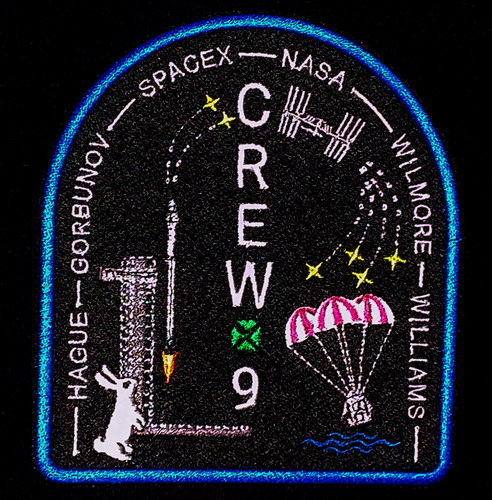 HAGUE — GORBUNOV — SPACEX — NASA — WILMORE — WILLIAMS
CREW
9